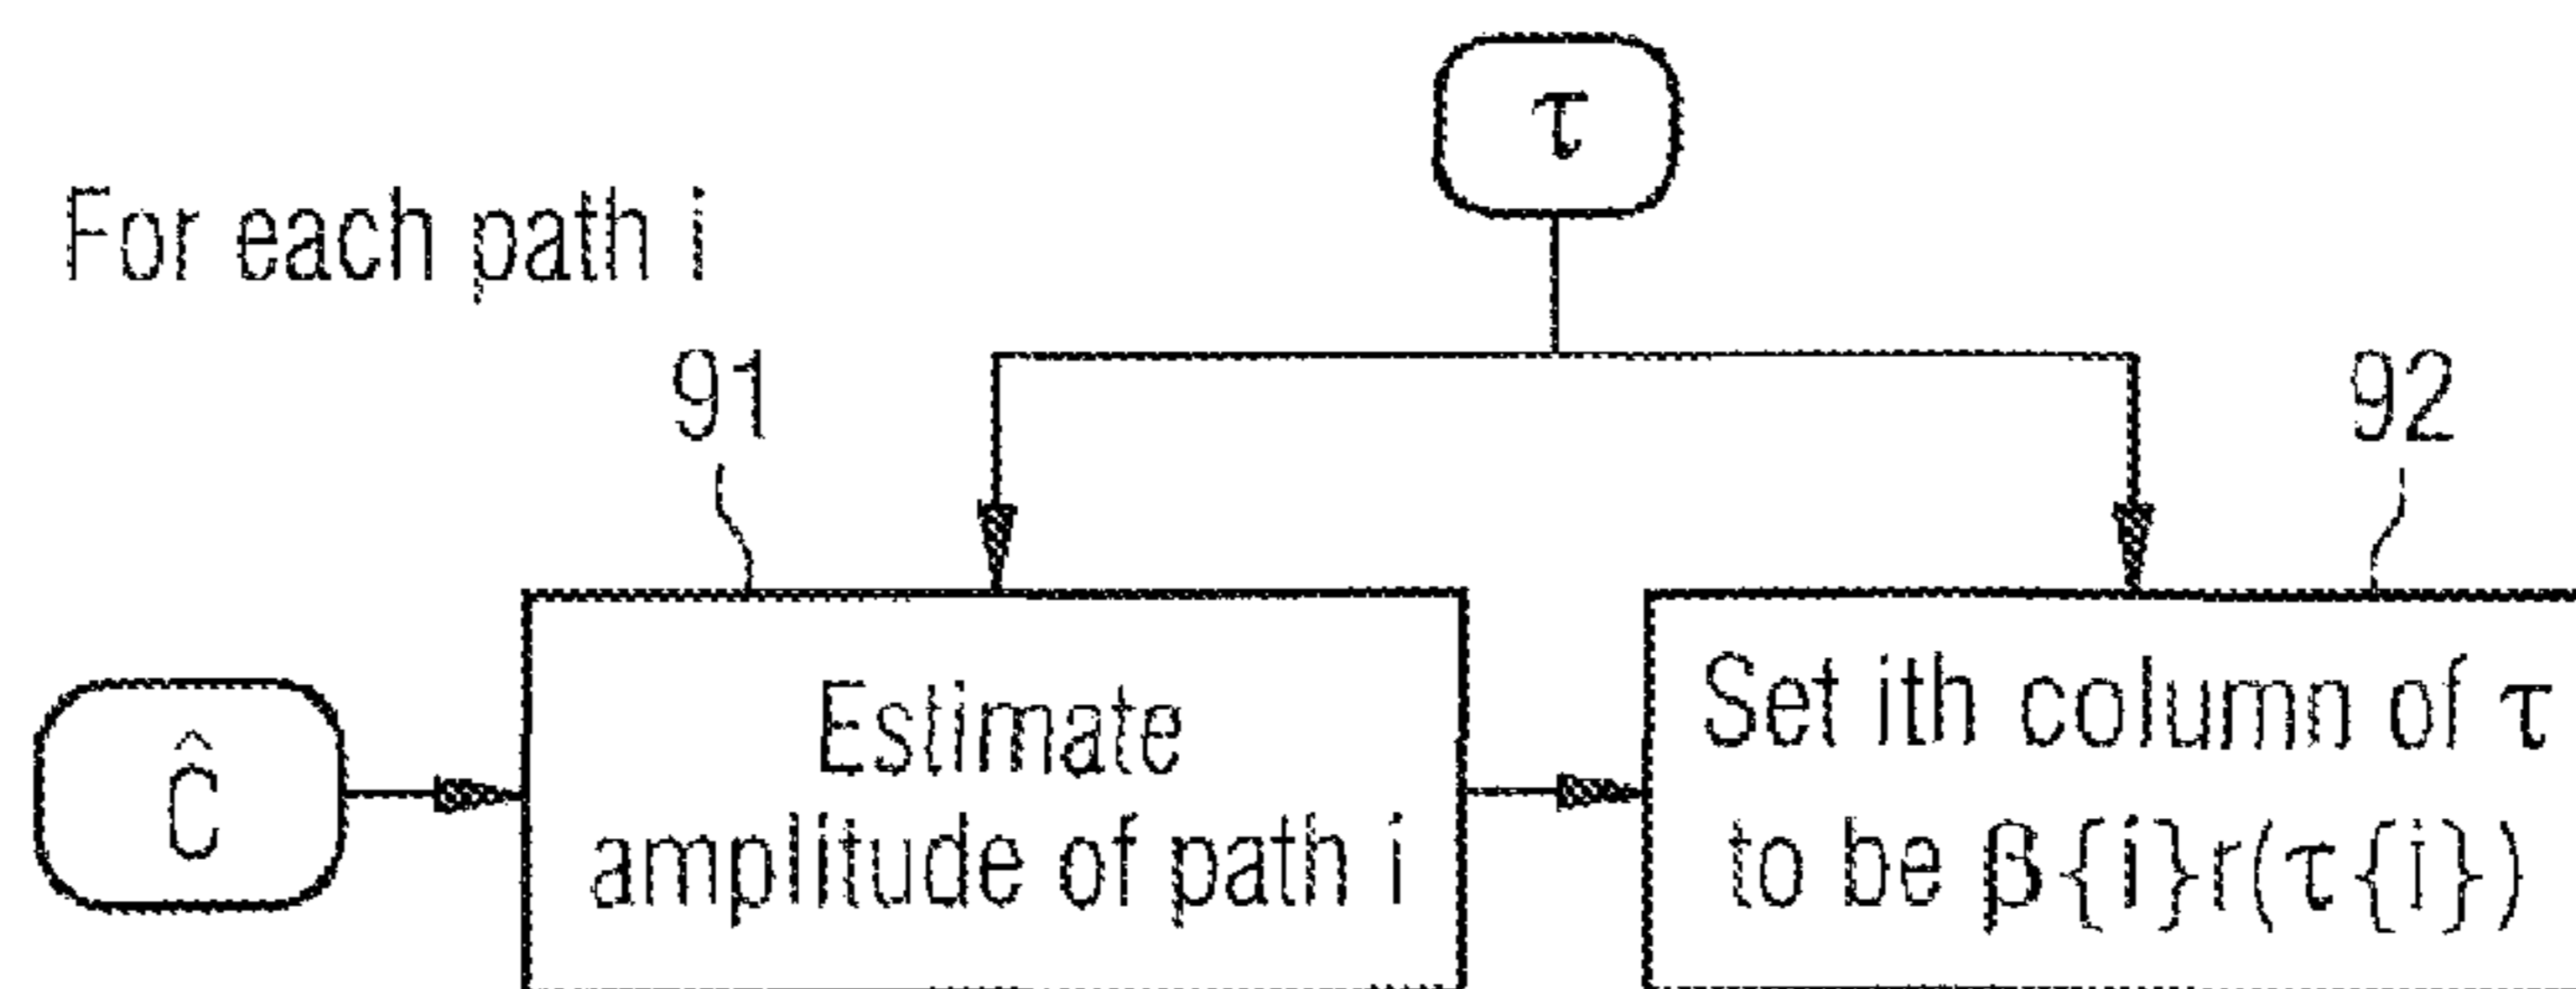 τ
For each path i
91
92
Ĉ
Estimate
amplitude of path i
Set ith column of τ
to be β{i}r(τ{i})